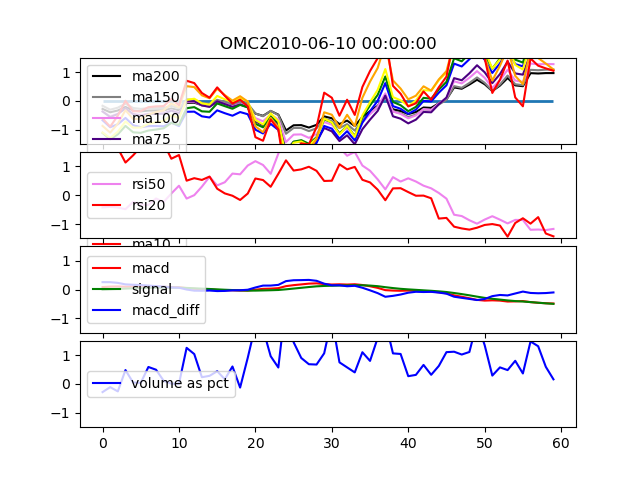 OMC2010-06-10 00:00:00
1
0
−1
ma200
ma150
ma100
ma75
1
0
−1
rsi50
rsi20
ma10
1
0
−1
macd
signal
macd_diff
1
0
−1
volume as pct
0 10 20 30 40 50 60